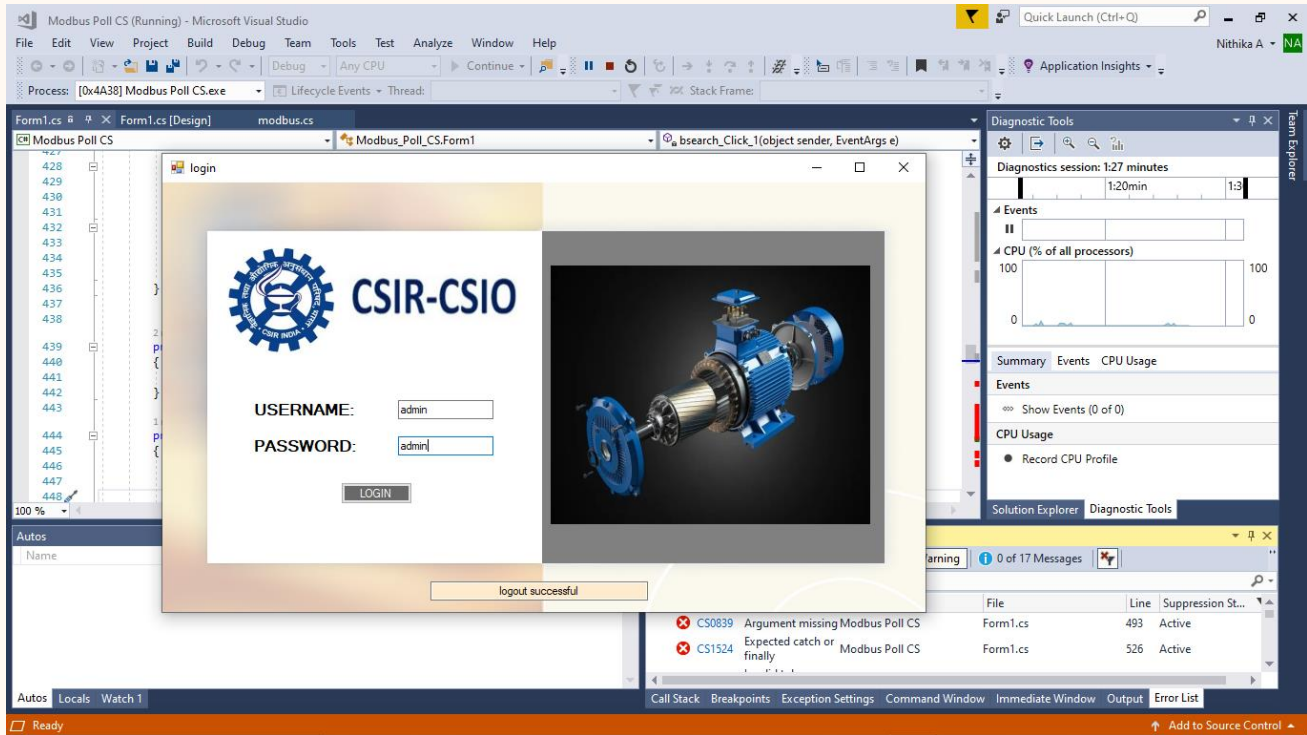 Modbus Poll CS (Running) - Microsoft Visual Studio
Quick Launch (Ctrl+Q)
File Edit View Project Build Debug Team Tools Test Analyze Window Help
Nithika A NA
Debug Any CPU Continue Application Insights
Process: [0x4A38] Modbus Poll CS.exe Lifecycle Events Thread: Stack Frame:
Form1.cs Form1.cs [Design] modbus.cs
Modbus Poll CS Modbus_Poll_CS.Form1 bsearch_Click_1(object sender, EventArgs e)
427
428
429
430
431
432
433
434
435
436 }
437
438
439
440 {
441
442 }
443
444
445 {
446
447
448
100 %
login
CSIR-CSIO
CSIR INDIA
USERNAME: admin
PASSWORD: admin
LOGIN
logout successful
Diagnostic Tools
Diagnostics session: 1:27 minutes
1:20min 1:3
Events
CPU (% of all processors)
100 100
0 0
Summary Events CPU Usage
Events
Show Events (0 of 0)
CPU Usage
Record CPU Profile
Solution Explorer Diagnostic Tools
Team Explorer
Autos
Name
arning 0 of 17 Messages
File Line Suppression St...
CS0839 Argument missing Modbus Poll CS Form1.cs 493 Active
CS1524 Expected catch or finally Modbus Poll CS Form1.cs 526 Active
Autos Locals Watch 1
Call Stack Breakpoints Exception Settings Command Window Immediate Window Output Error List
Ready
Add to Source Control